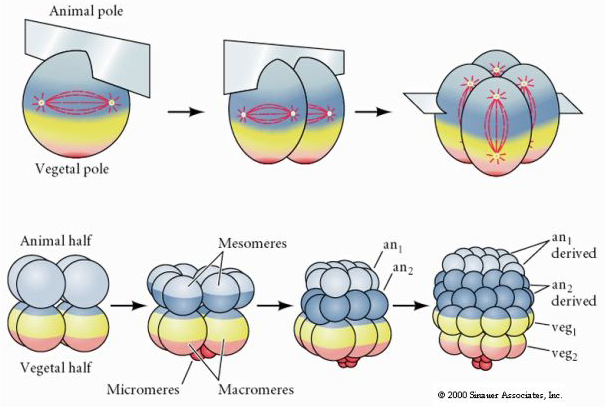 Animal pole
Vegetal pole
Animal half
Mesomeres
an1
an2
an1
derived
an2
derived
veg1
veg2
Vegetal half
Micromeres
Macromeres
© 2000 Sinauer Associates, Inc.